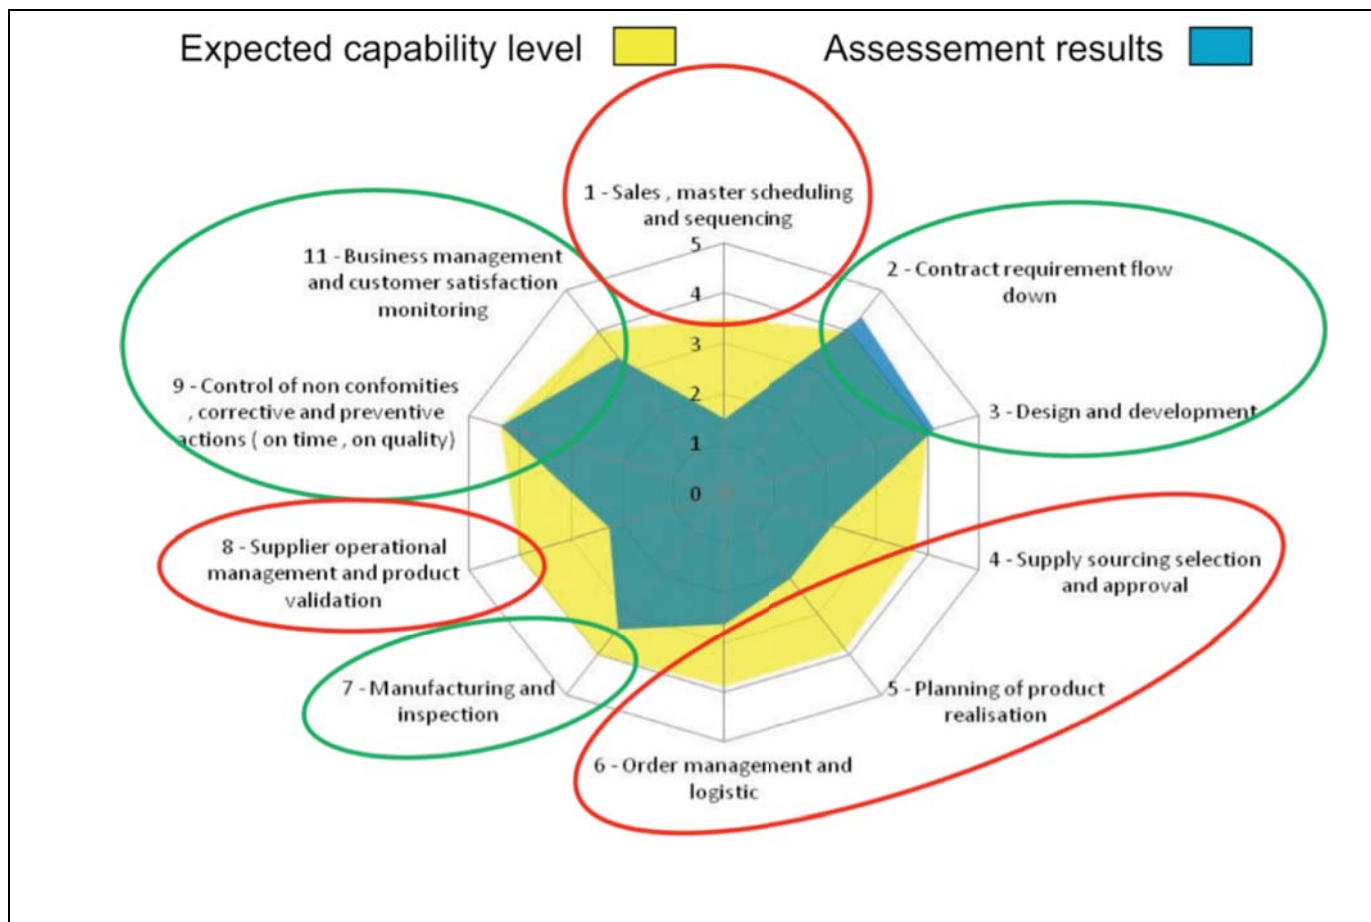 Expected capability level
Assessement results
1 - Sales , master scheduling
and sequencing
5
4
3
2
1
0
2 - Contract requirement flow
down
3 - Design and development
4 - Supply sourcing selection
and approval
5 - Planning of product
realisation
6 - Order management and
logistic
7 - Manufacturing and
inspection
8 - Supplier operational
management and product
validation
9 - Control of non confomities
, corrective and preventive
actions ( on time , on quality)
11 - Business management
and customer satisfaction
monitoring